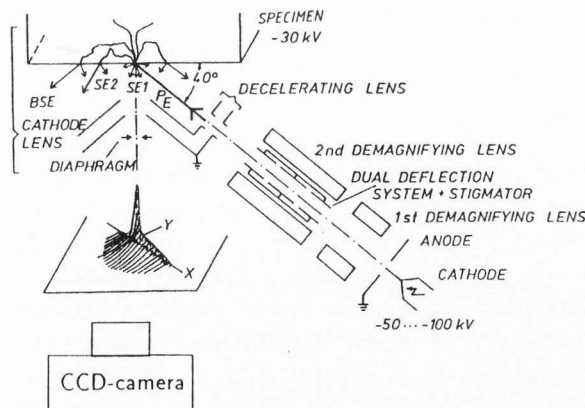 SPECIMEN
-30 kV
40°
BSE
SE2
SE1
PE
DECELERATING LENS
CATHODE
LENS
DIAPHRAGM
2nd DEMAGNIFYING LENS
DUAL DEFLECTION
SYSTEM + STIGMATOR
1st DEMAGNIFYING LENS
ANODE
CATHODE
-50 ··· -100 kV
Y
X
CCD-camera